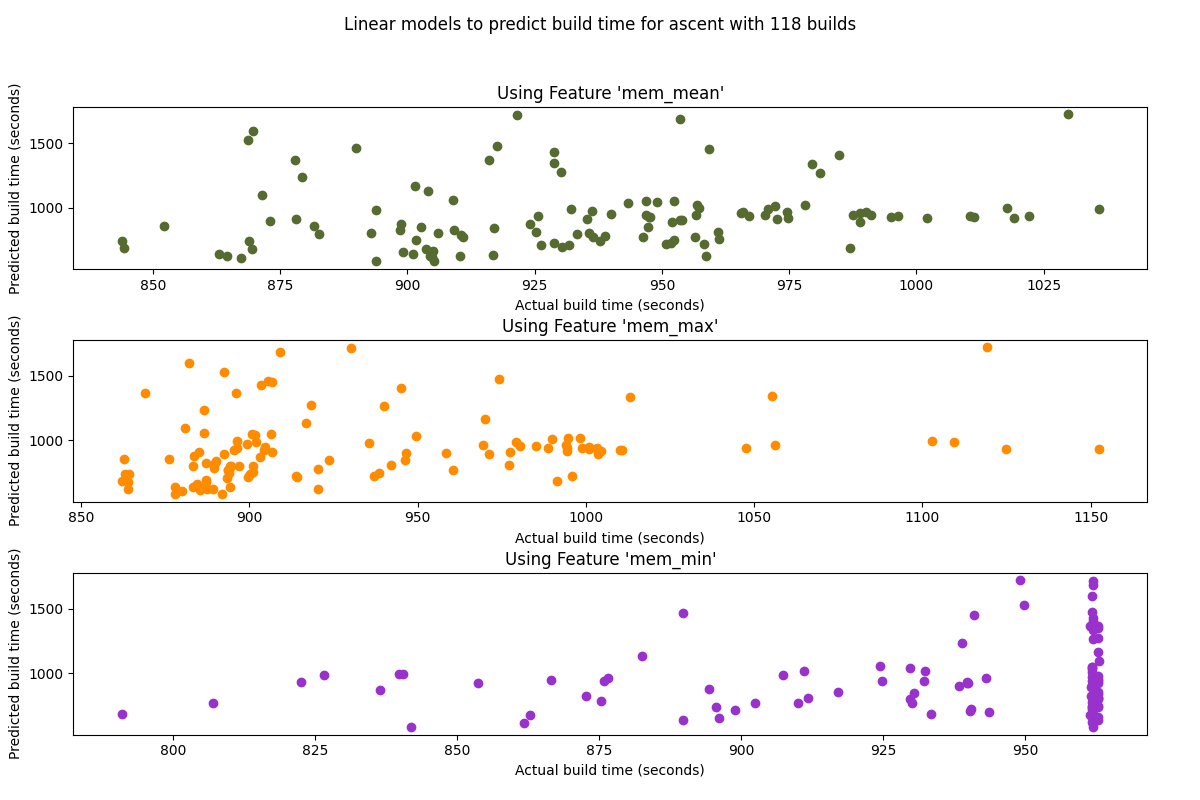 Linear models to predict build time for ascent with 118 builds
Using Feature 'mem_mean'
Predicted build time (seconds)
1500
1000
850 875 900 925 950 975 1000 1025
Actual build time (seconds)
Using Feature 'mem_max'
Predicted build time (seconds)
1500
1000
850 900 950 1000 1050 1100 1150
Actual build time (seconds)
Using Feature 'mem_min'
Predicted build time (seconds)
1500
1000
800 825 850 875 900 925 950
Actual build time (seconds)